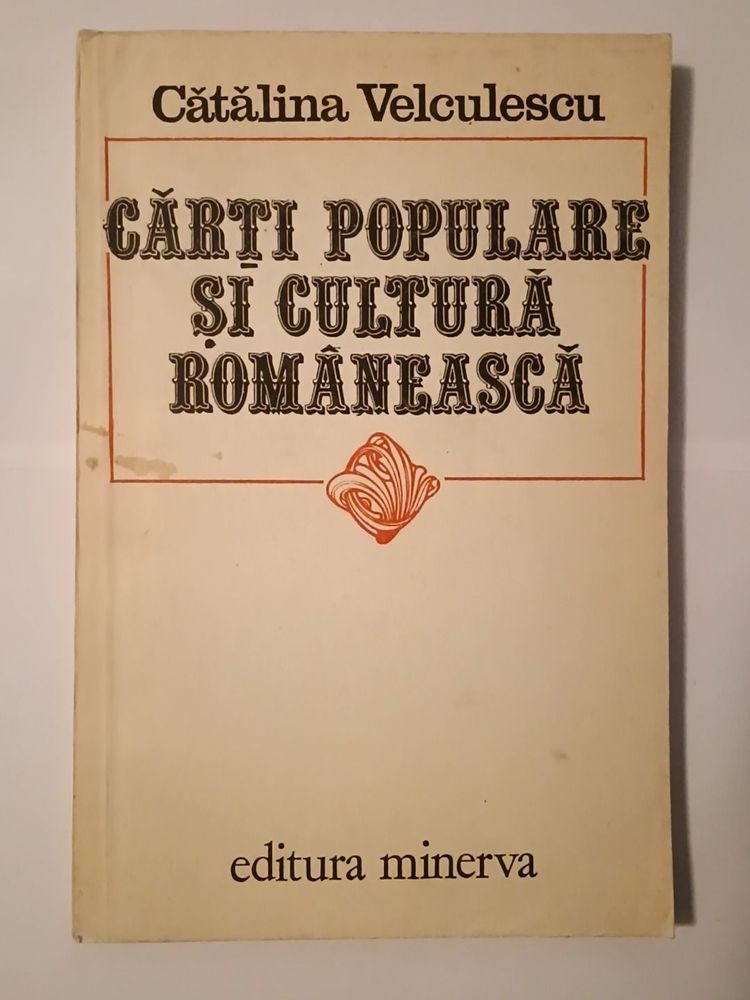 Cătălina Velculescu
CĂRȚI POPULARE
ȘI CULTURĂ
ROMÂNEASCĂ
editura minerva